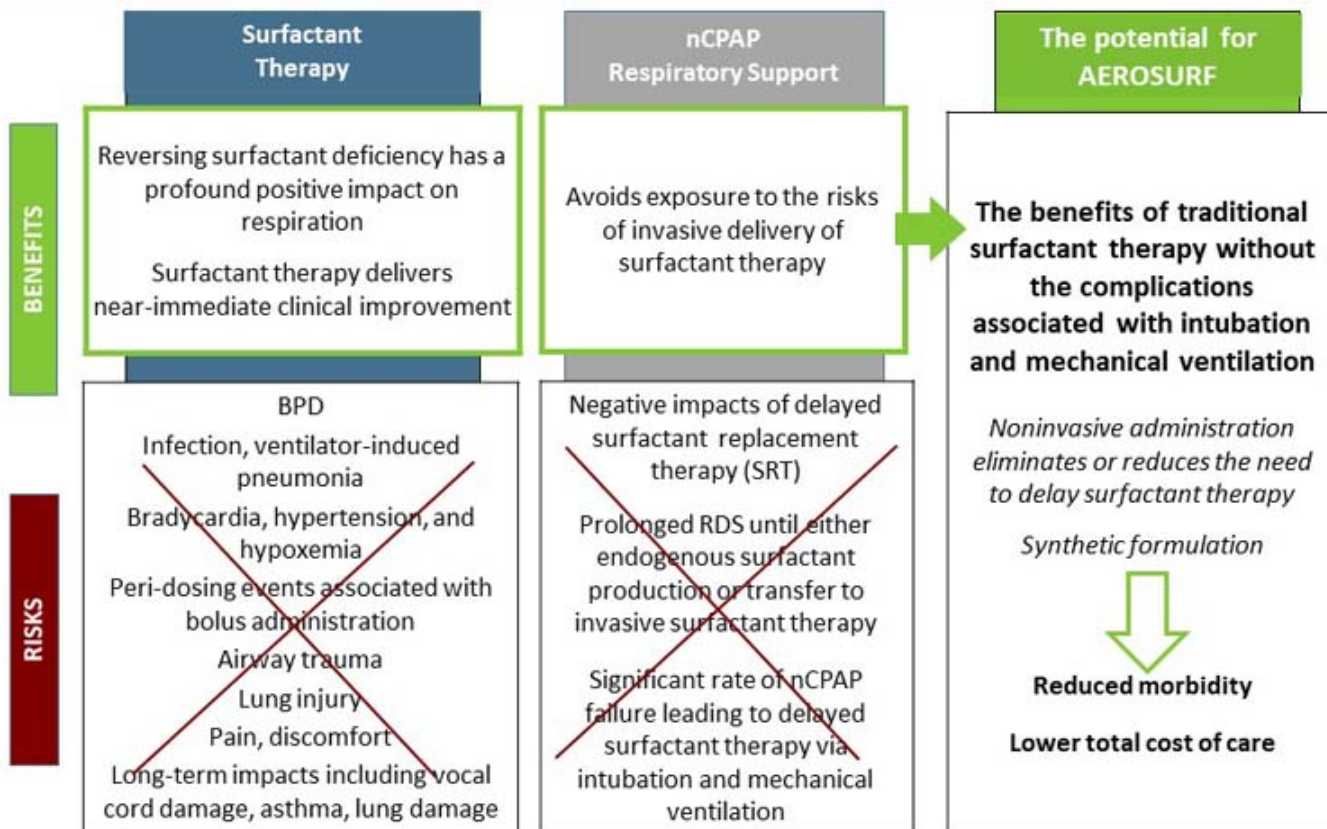 Surfactant
Therapy
nCPAP
Respiratory Support
The potential for
AEROSURF
BENEFITS
Reversing surfactant deficiency has a
profound positive impact on
respiration
Surfactant therapy delivers
near-immediate clinical improvement
Avoids exposure to the risks
of invasive delivery of
surfactant therapy
The benefits of traditional
surfactant therapy without
the complications
associated with intubation
and mechanical ventilation
Noninvasive administration
eliminates or reduces the need
to delay surfactant therapy
Synthetic formulation
Reduced morbidity
Lower total cost of care
RISKS
BPD
Infection, ventilator-induced
pneumonia
Bradycardia, hypertension, and
hypoxemia
Peri-dosing events associated with
bolus administration
Airway trauma
Lung injury
Pain, discomfort
Long-term impacts including vocal
cord damage, asthma, lung damage
Negative impacts of delayed
surfactant replacement
therapy (SRT)
Prolonged RDS until either
endogenous surfactant
production or transfer to
invasive surfactant therapy
Significant rate of nCPAP
failure leading to delayed
surfactant therapy via
intubation and mechanical
ventilation